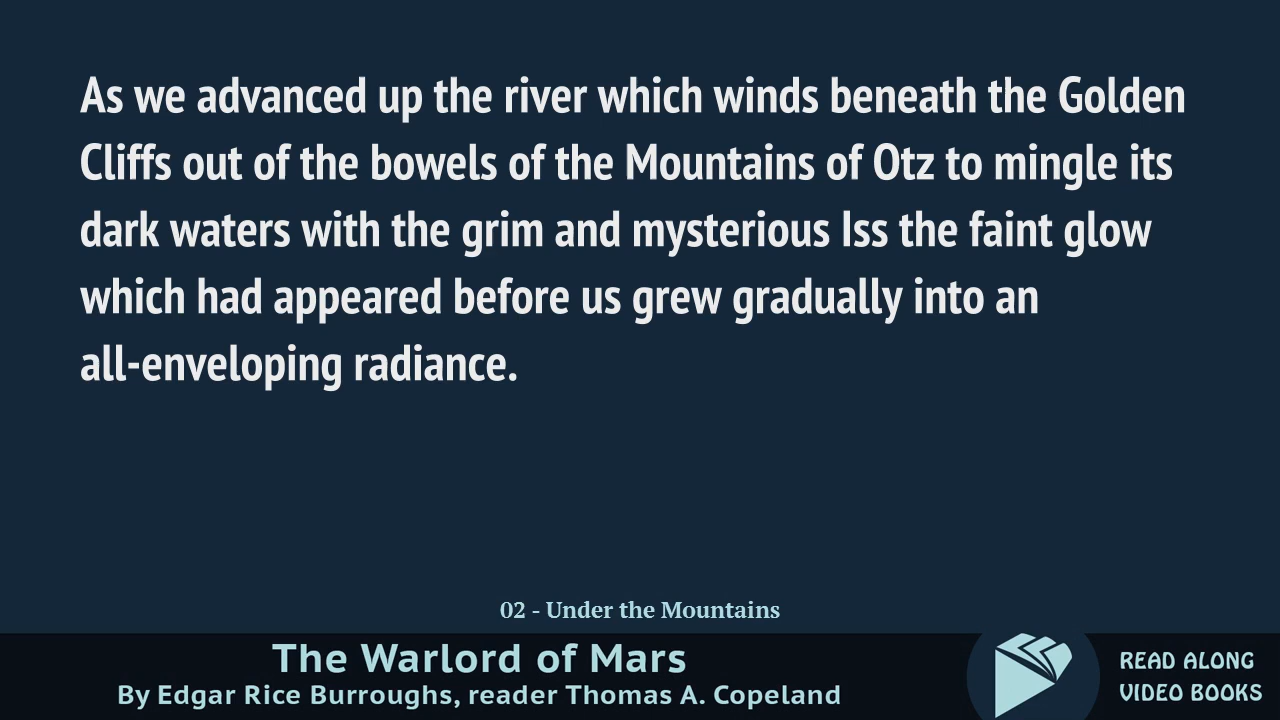 As we advanced up the river which winds beneath the Golden
Cliffs out of the bowels of the Mountains of Otz to mingle its
dark waters with the grim and mysterious Iss the faint glow
which had appeared before us grew gradually into an
all-enveloping radiance.
02 - Under the Mountains
The Warlord of Mars
By Edgar Rice Burroughs, reader Thomas A. Copeland
READ ALONG
VIDEO BOOKS